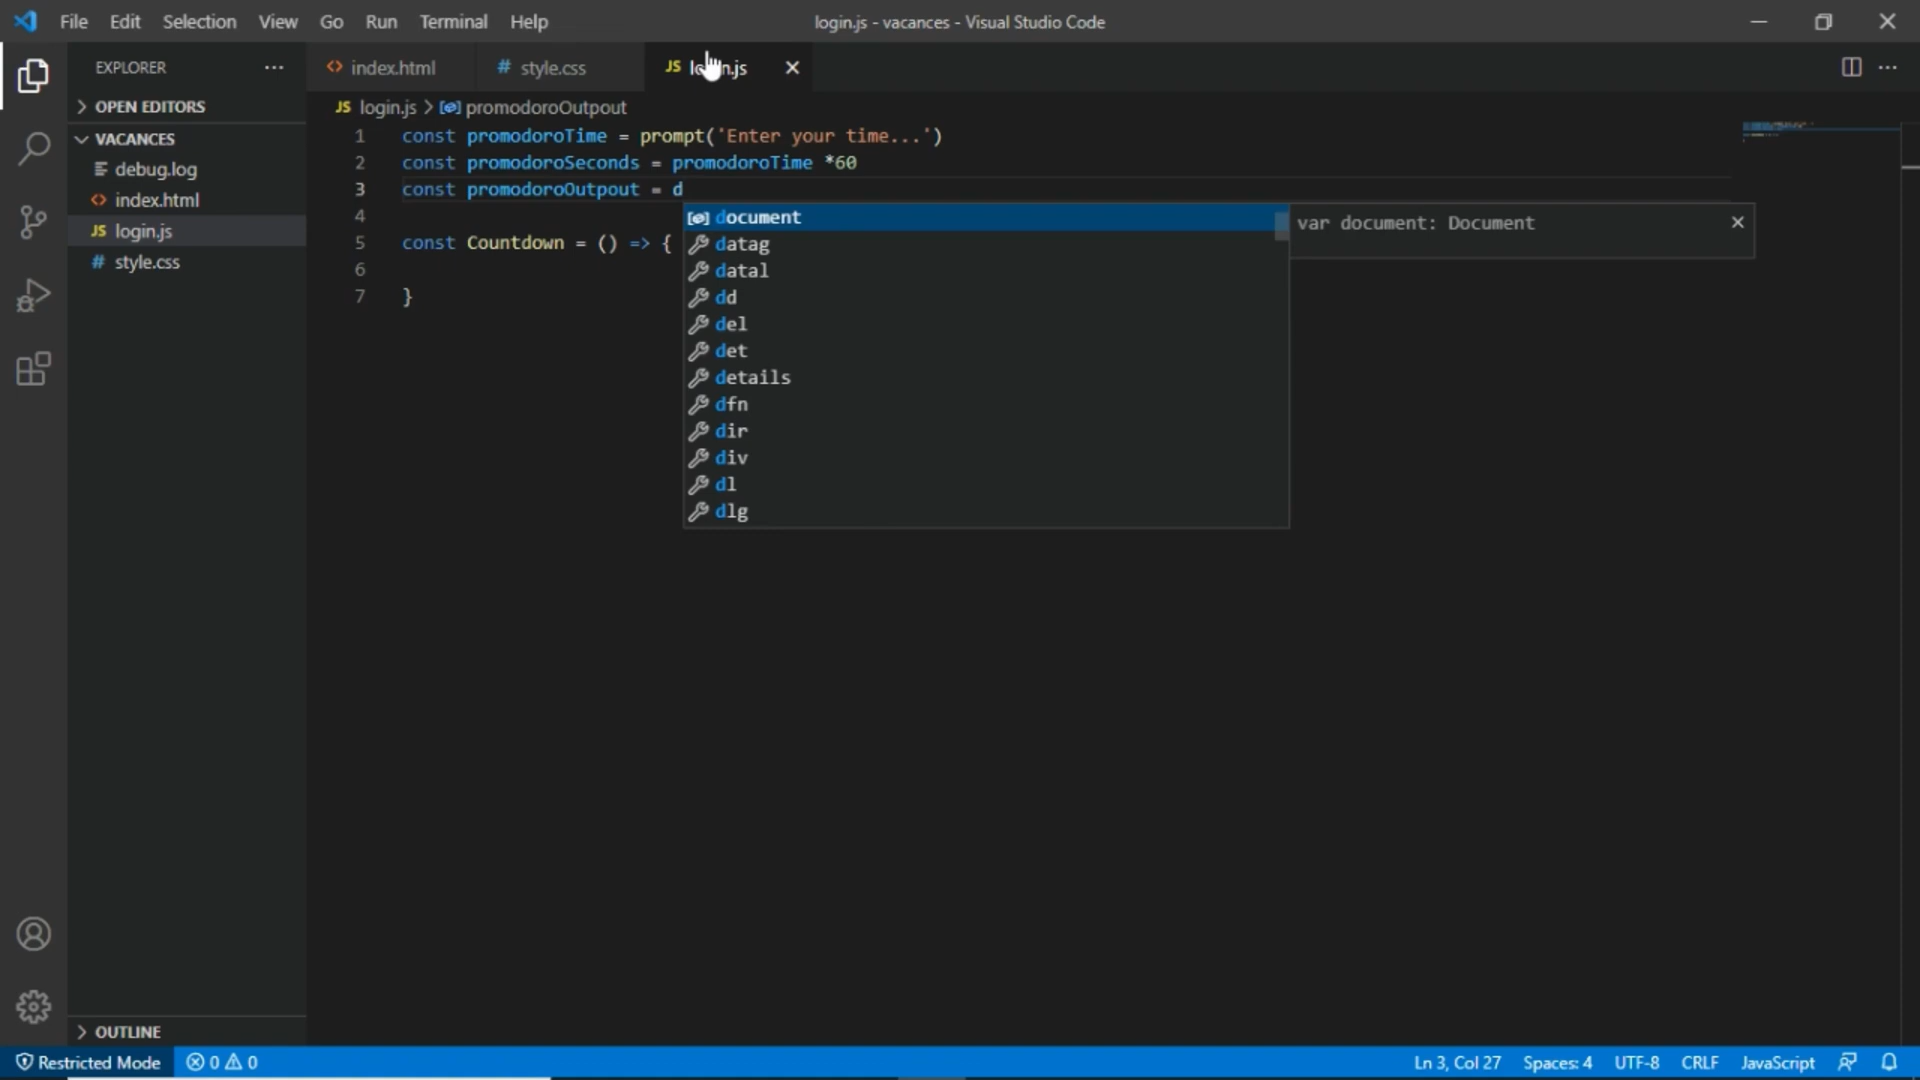 File Edit Selection View Go Run Terminal Help
login.js - vacances - Visual Studio Code
EXPLORER
index.html
style.css
JS
OPEN EDITORS
JS login.js > promodoroOutpout
VACANCES
debug.log
index.html
JS login.js
# style.css
1 const promodoroTime = prompt('Enter your time...')
2 const promodoroSeconds = promodoroTime *60
3 const promodoroOutpout = d
4
5 const Countdown = () => {
6
7 }
document
datag
datal
dd
del
det
details
dfn
dir
div
dl
dlg
var document: Document
OUTLINE
Restricted Mode 0 0
Ln 3, Col 27 Spaces: 4 UTF-8 CRLF JavaScript